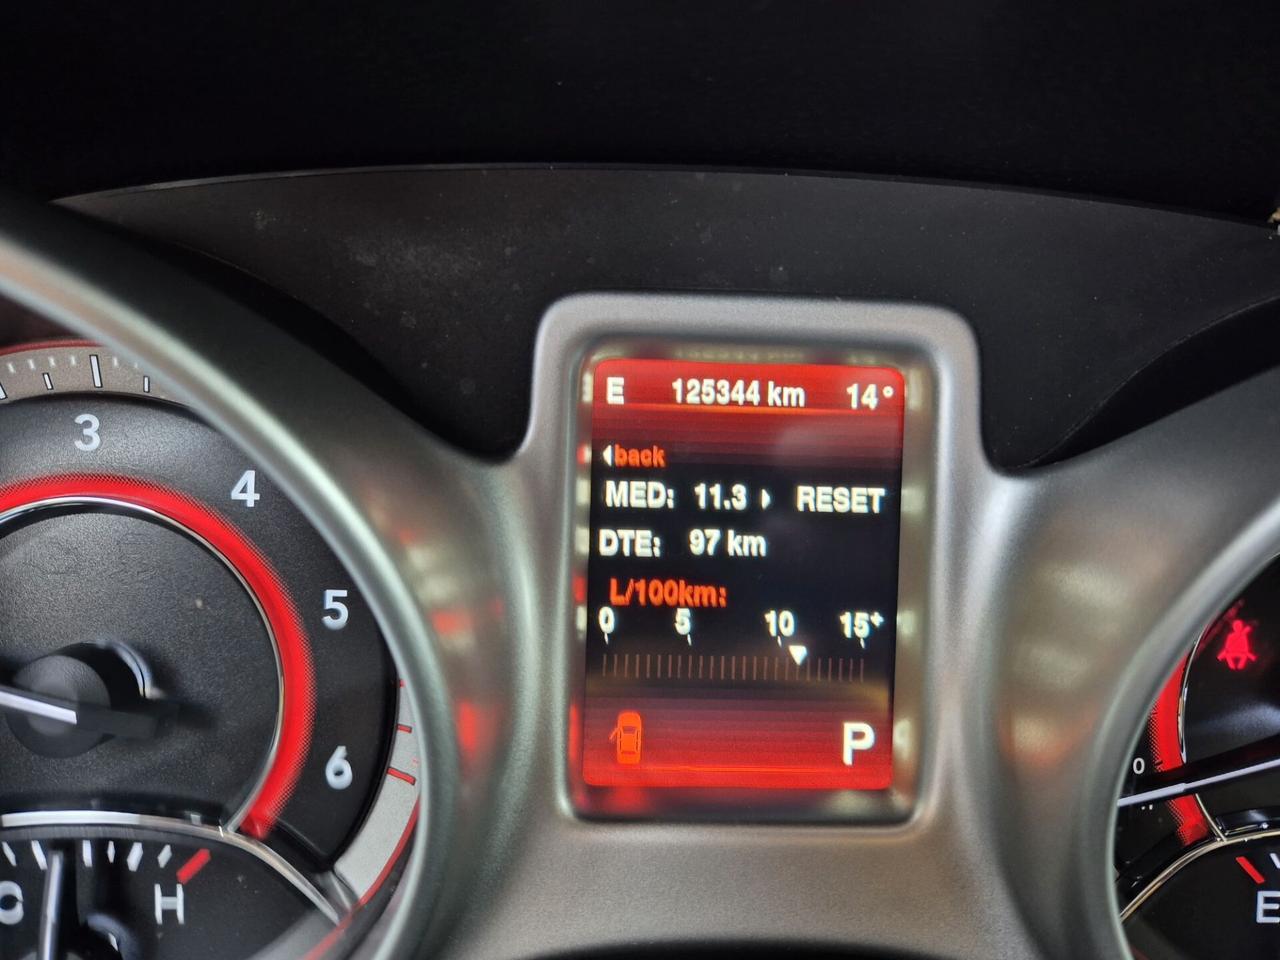 E 125344 km 14°
back
MED: 11.3 RESET
DTE: 97 km
L/100km:
0 5 10 15+
P
3
4
5
6
C H
0
E